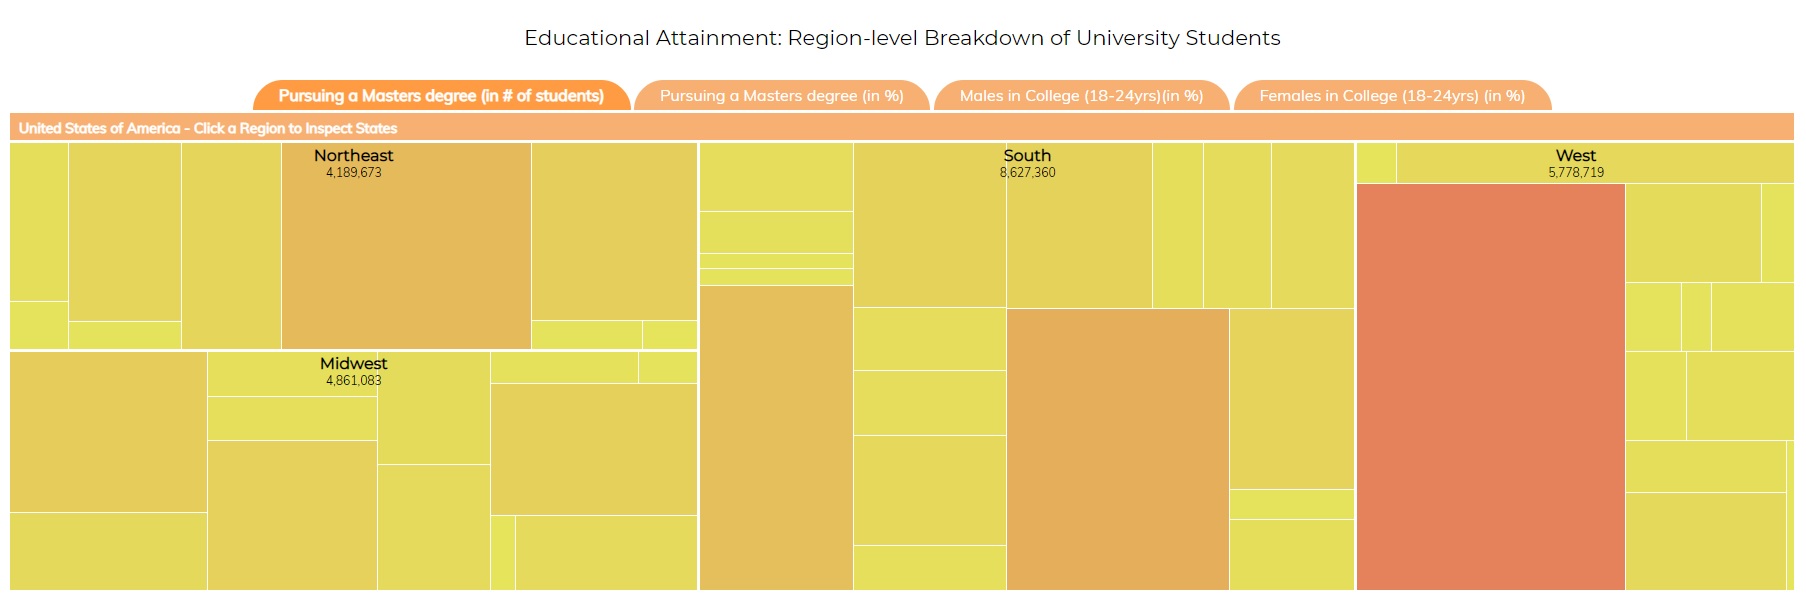 Educational Attainment: Region-level Breakdown of University Students
Pursuing a Masters degree (in # of students)
Pursuing a Masters degree (in %)
Males in College (18-24yrs)(in %)
Females in College (18-24yrs) (in %)
United States of America - Click a Region to Inspect States
Northeast
4,189,673
South
8,627,360
West
5,778,719
Midwest
4,861,083